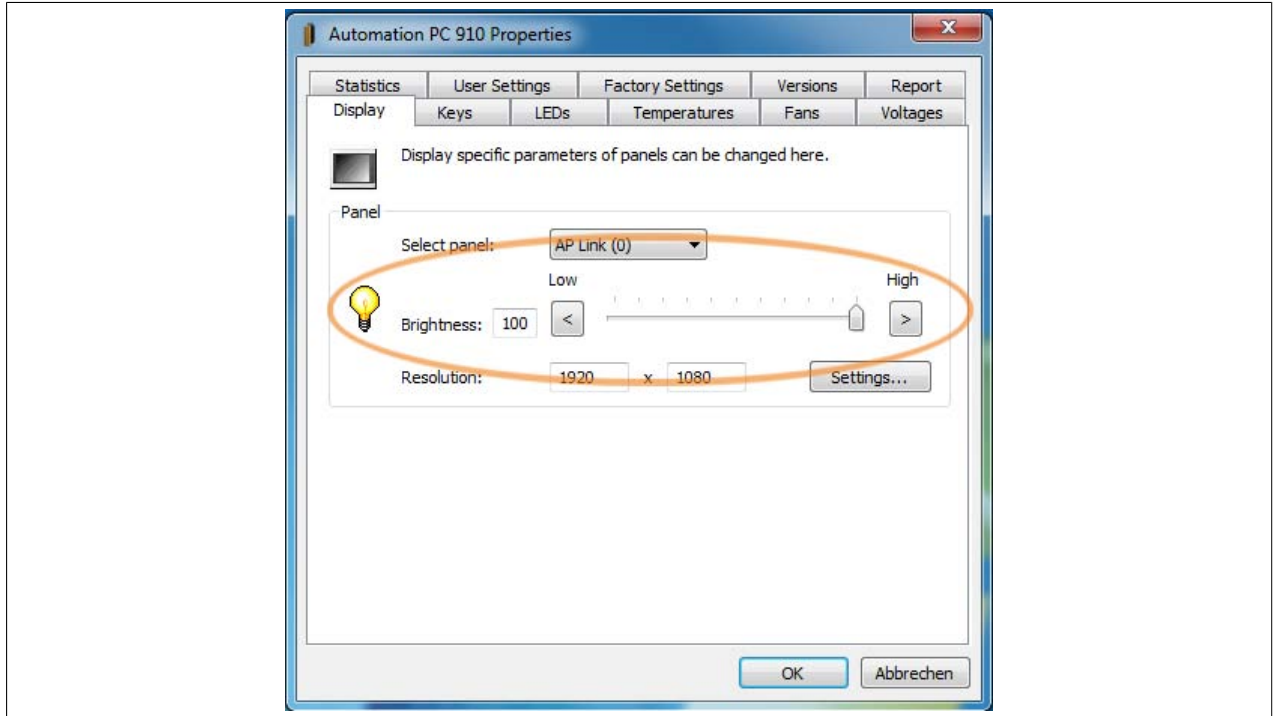 Automation PC 910 Properties
x
Statistics User Settings Factory Settings Versions Report
Display Keys LEDs Temperatures Fans Voltages
Display specific parameters of panels can be changed here.
Panel
Select panel: AP Link (0)
Low High
Brightness: 100 < >
Resolution: 1920 x 1080 Settings...
OK Abbrechen